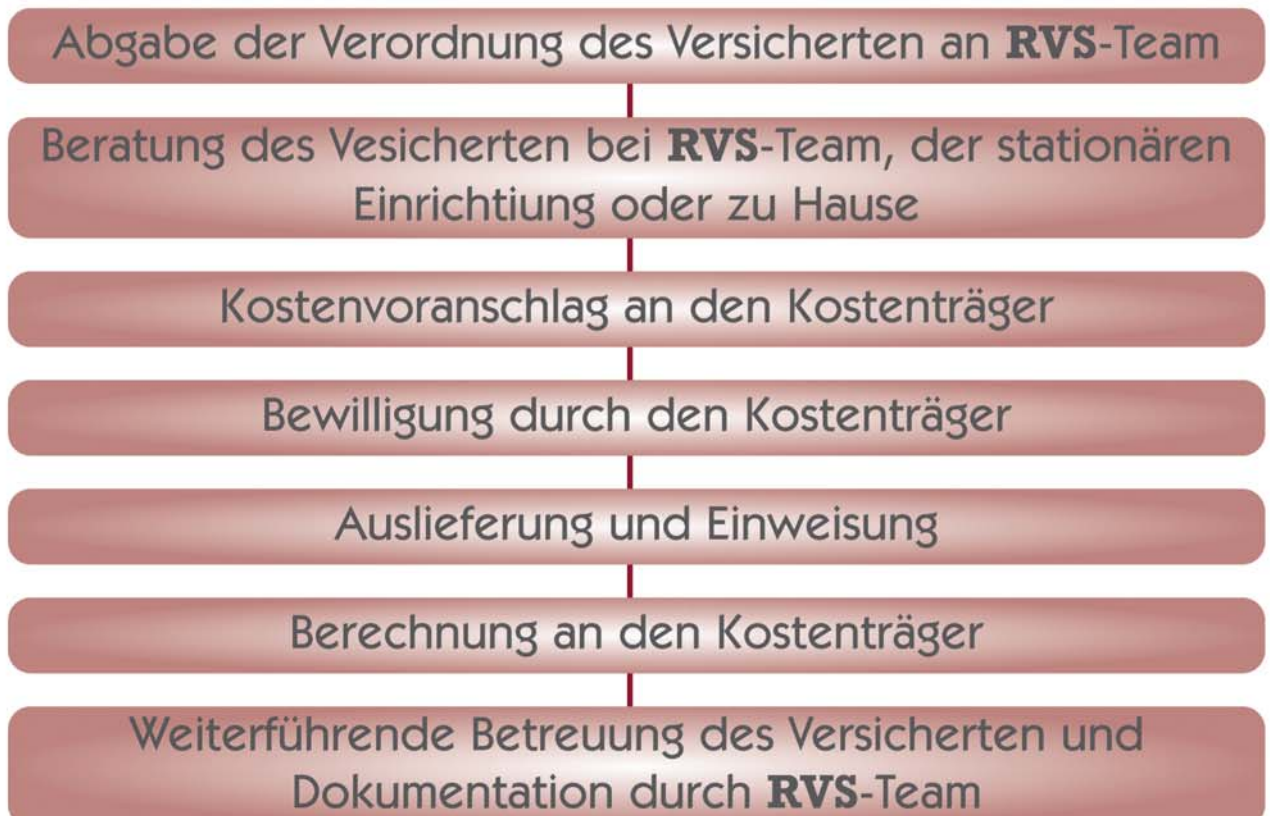 Abgabe der Verordnung des Versicherten an RVS-Team
Beratung des Vesicherten bei RVS-Team, der stationären
Einrichtiung oder zu Hause
Kostenvoranschlag an den Kostenträger
Bewilligung durch den Kostenträger
Auslieferung und Einweisung
Berechnung an den Kostenträger
Weiterführende Betreuung des Versicherten und
Dokumentation durch RVS-Team